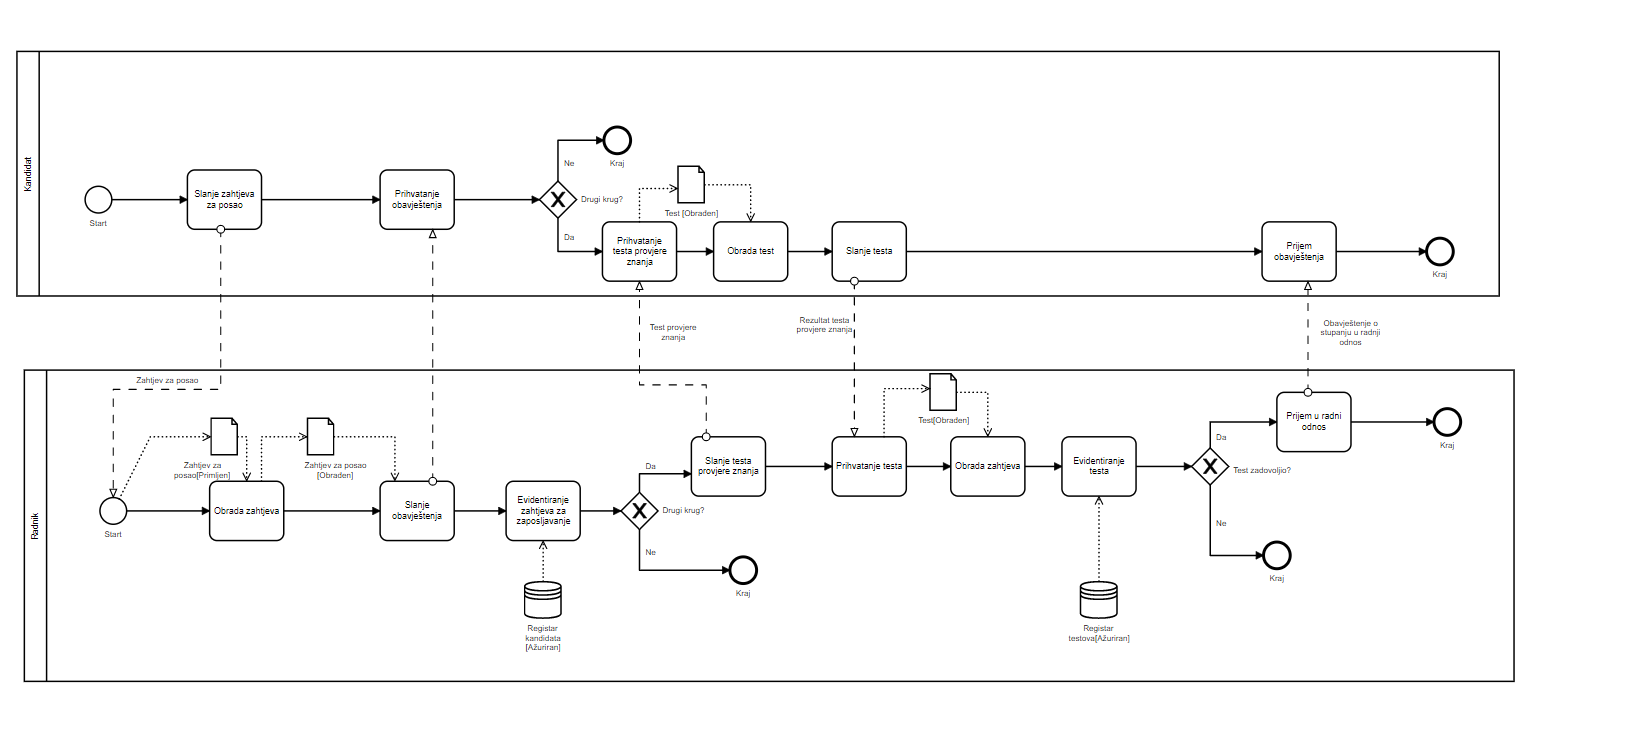 Kandidat
Start
Slanje zahtjeva
za posao
Prihvatanje
obavještenja
Drugi krug?
Ne
Kraj
Da
Prihvatanje
testa provjere
znanja
Test [Obrađen]
Obrada test
Slanje testa
Prijem
obavještenja
Kraj
Zahtjev za posao
Test provjere
znanja
Rezultat testa
provjere znanja
Obavještenje o
stupanju u radnji
odnos
Radnik
Start
Zahtjev za
posao[Primljen]
Obrada zahtjeva
Zahtjev za posao
[Obrađen]
Slanje
obavještenja
Evidentiranje
zahtjeva za
zaposljavanje
Registar
kandidata
[Ažuriran]
Drugi krug?
Da
Ne
Kraj
Slanje testa
provjere znanja
Prihvatanje testa
Test[Obrađen]
Obrada zahtjeva
Evidentiranje
testa
Registar
testova[Ažuriran]
Test zadovoljio?
Da
Ne
Kraj
Prijem u radni
odnos
Kraj